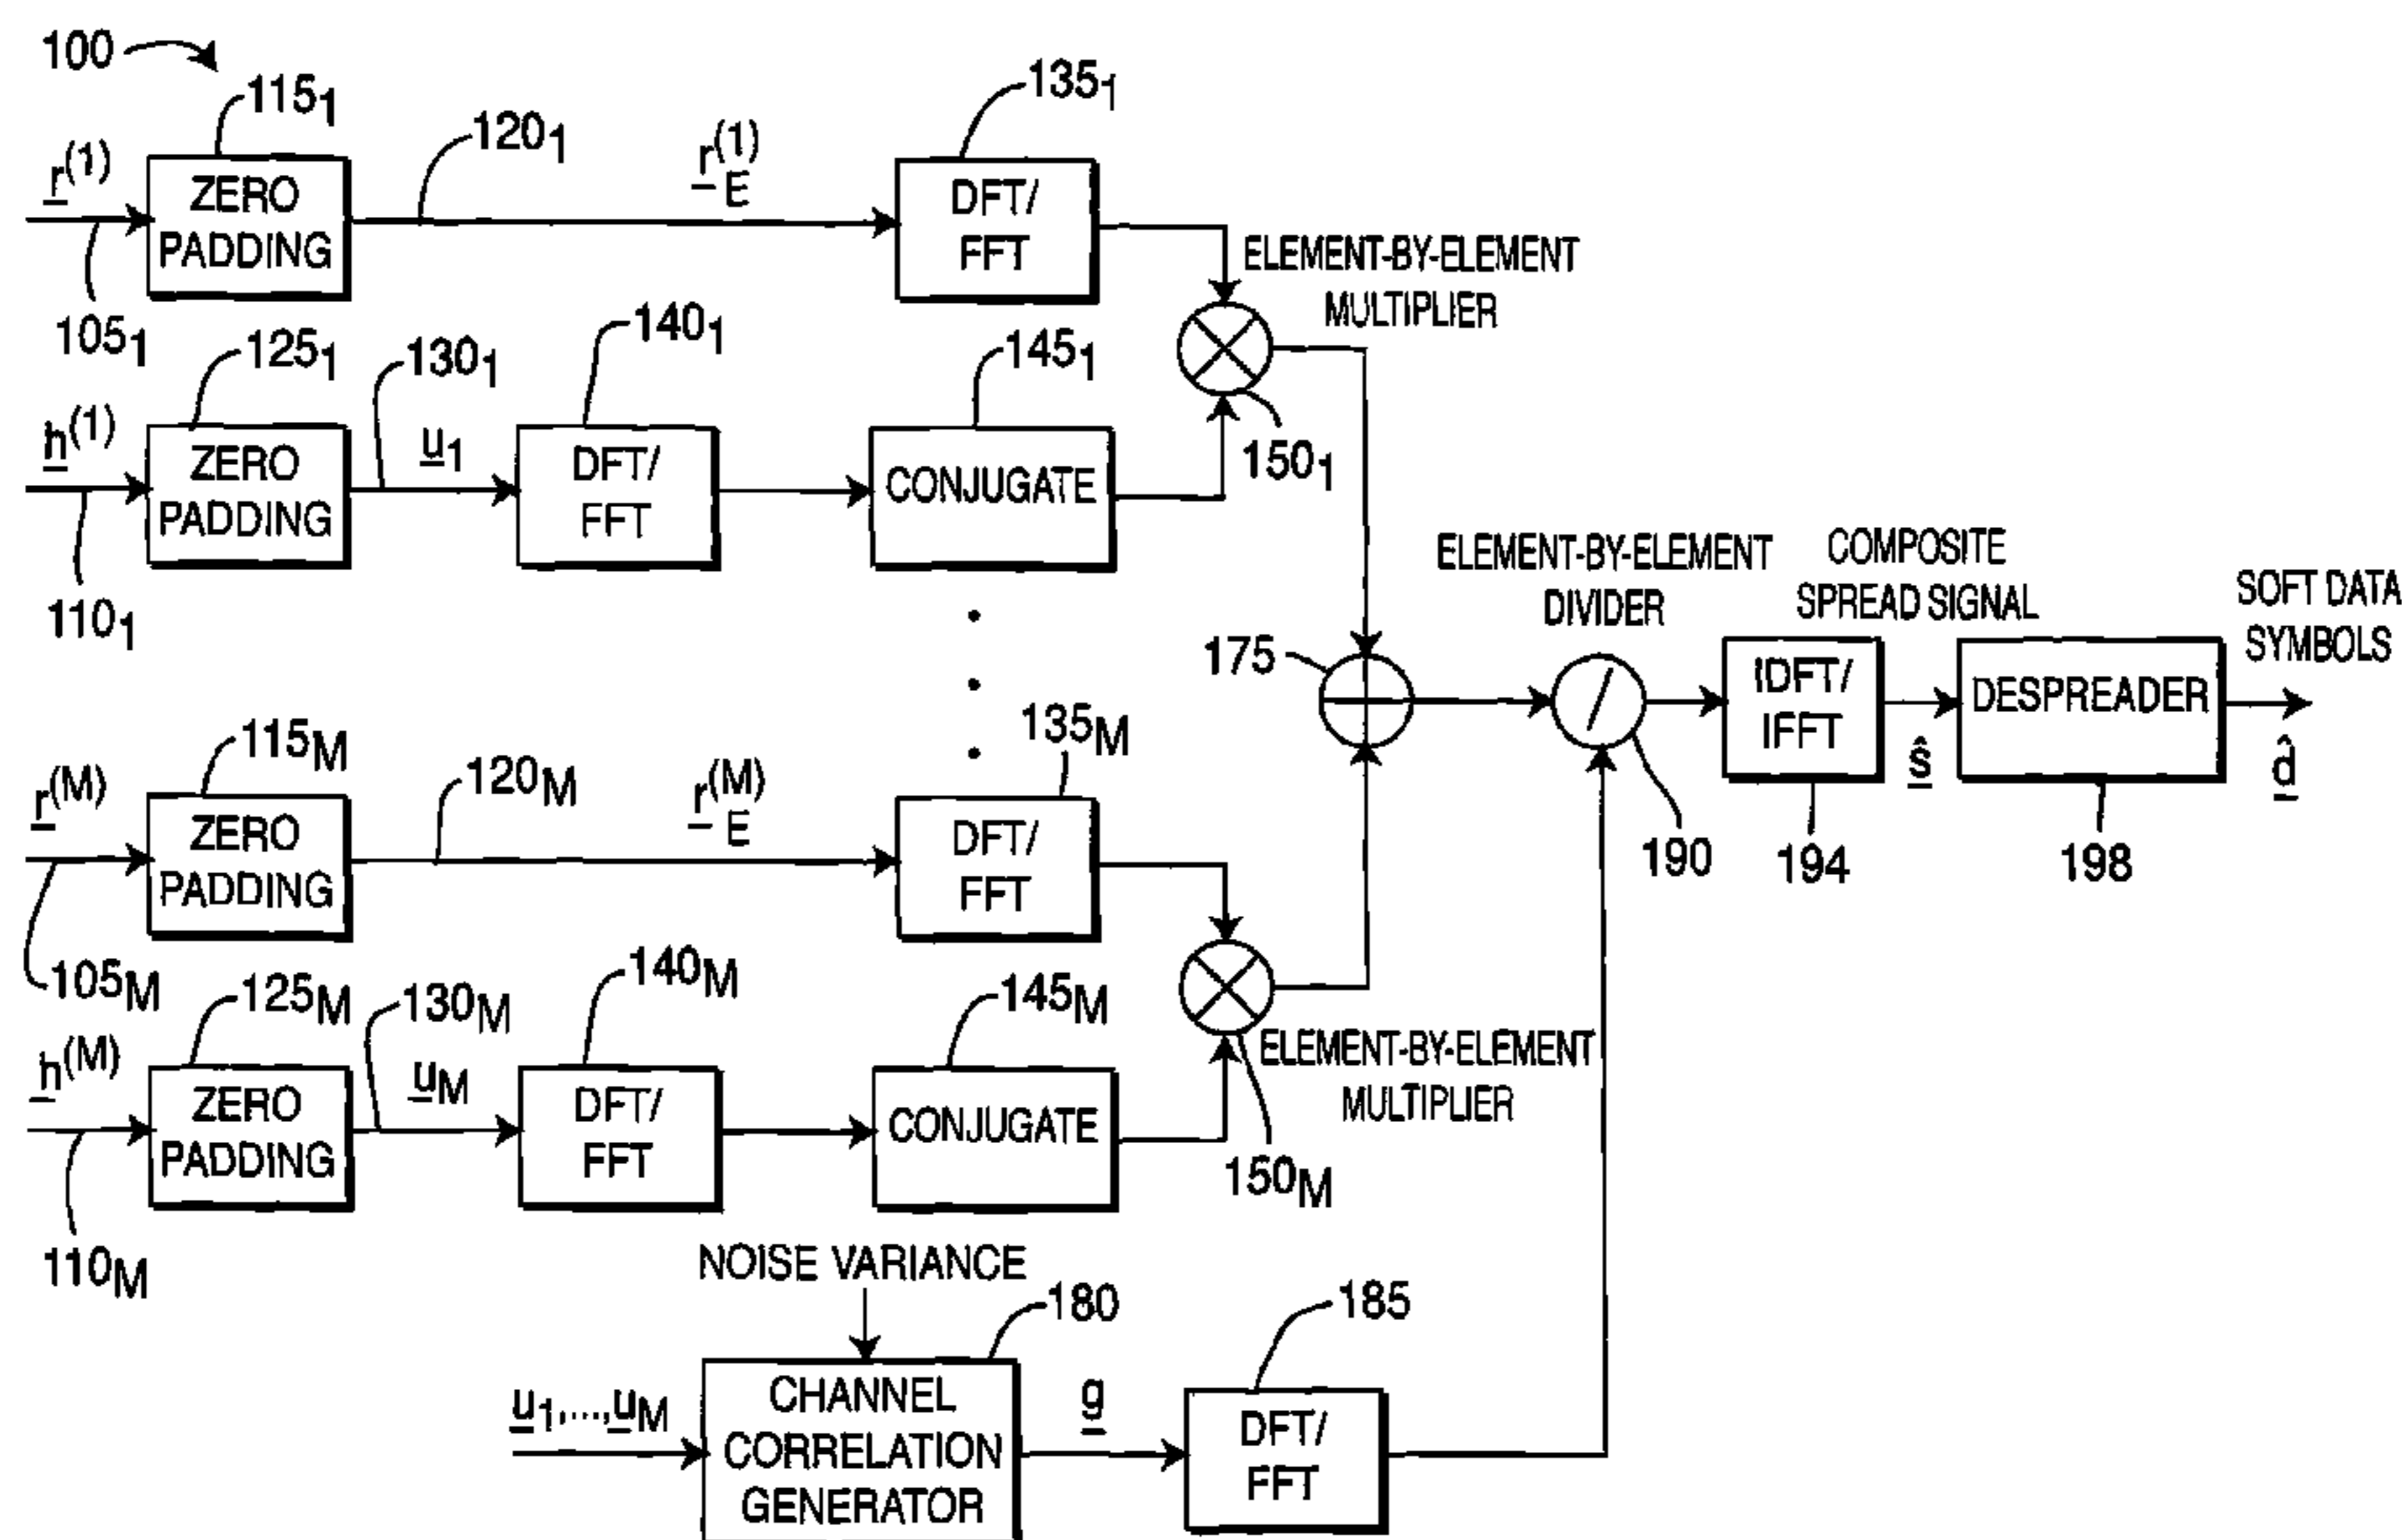 100
115₁
120₁
135₁
r⁽¹⁾
ZERO
PADDING
r_E⁽¹⁾
DFT/
FFT
ELEMENT-BY-ELEMENT
MULTIPLIER
105₁
125₁
130₁
140₁
145₁
150₁
h⁽¹⁾
ZERO
PADDING
u₁
DFT/
FFT
CONJUGATE
110₁
ELEMENT-BY-ELEMENT
DIVIDER
COMPOSITE
SPREAD SIGNAL
SOFT DATA
SYMBOLS
175
IDFT/
IFFT
DESPREADER
ŝ
d̂
190
194
198
115M
120M
135M
r⁽ᴹ⁾
ZERO
PADDING
r_E⁽ᴹ⁾
DFT/
FFT
105M
125M
130M
140M
145M
ELEMENT-BY-ELEMENT
MULTIPLIER
h⁽ᴹ⁾
ZERO
PADDING
uM
DFT/
FFT
CONJUGATE
150M
110M
NOISE VARIANCE
180
185
u₁,...,uM
CHANNEL
CORRELATION
GENERATOR
g
DFT/
FFT